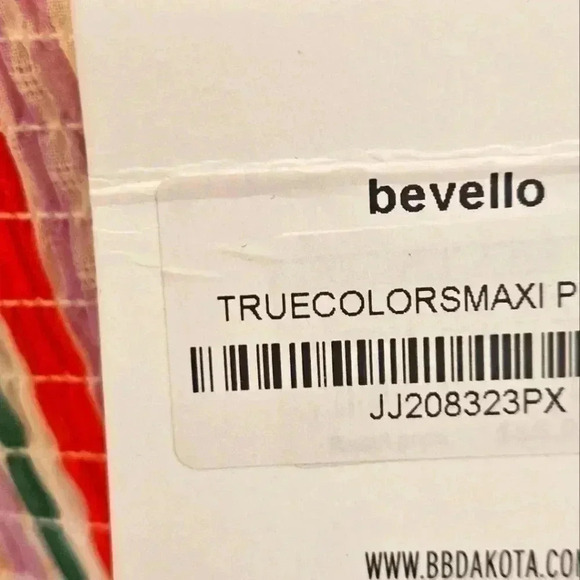 bevello
TRUECOLORSMAXI P
JJ208323PX
WWW.BBDAKOTA.CO